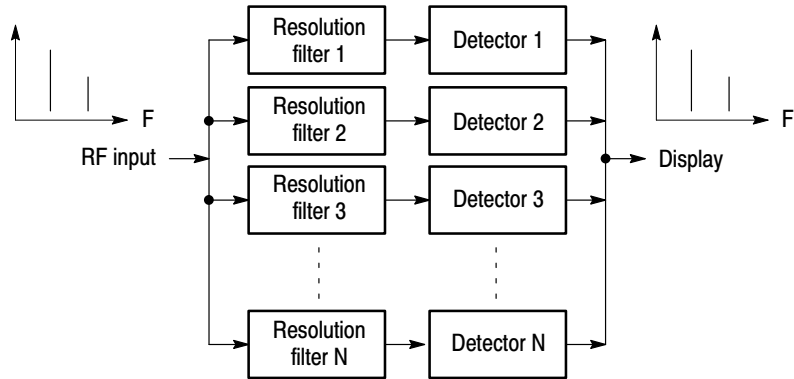 Resolution
filter 1
Detector 1
F
F
Resolution
filter 2
Detector 2
RF input
Display
Resolution
filter 3
Detector 3
Resolution
filter N
Detector N